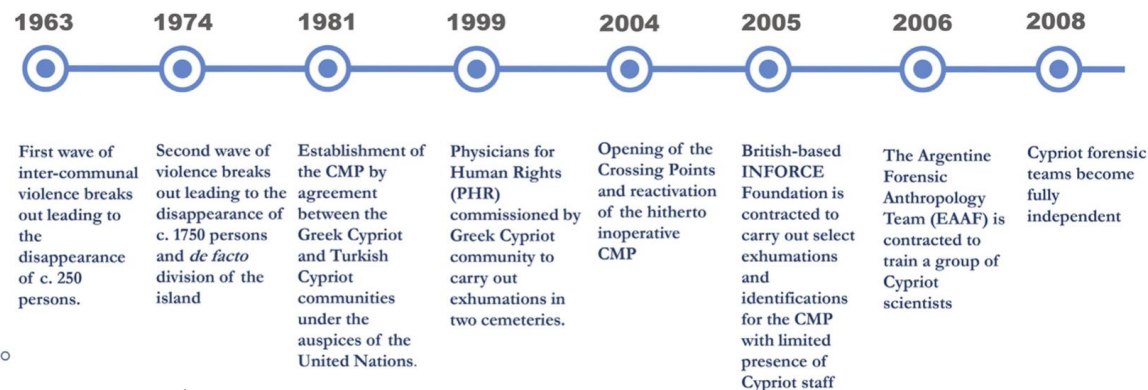 1963
1974
1981
1999
2004
2005
2006
2008
First wave of
inter-communal
violence breaks
out leading to
the
disappearance
of c. 250
persons.
Second wave of
violence breaks
out leading to the
disappearance of
c. 1750 persons
and de facto
division of the
island
Establishment of
the CMP by
agreement
between the
Greek Cypriot
and Turkish
Cypriot
communities
under the
auspices of the
United Nations.
Physicians for
Human Rights
(PHR)
commissioned by
Greek Cypriot
community to
carry out
exhumations in
two cemeteries.
Opening of the
Crossing Points
and reactivation
of the hitherto
inoperative
CMP
British-based
INFORCE
Foundation is
contracted to
carry out select
exhumations
and
identifications
for the CMP
with limited
presence of
Cypriot staff
The Argentine
Forensic
Anthropology
Team (EAAF) is
contracted to
train a group of
Cypriot
scientists
Cypriot forensic
teams become
fully
independent